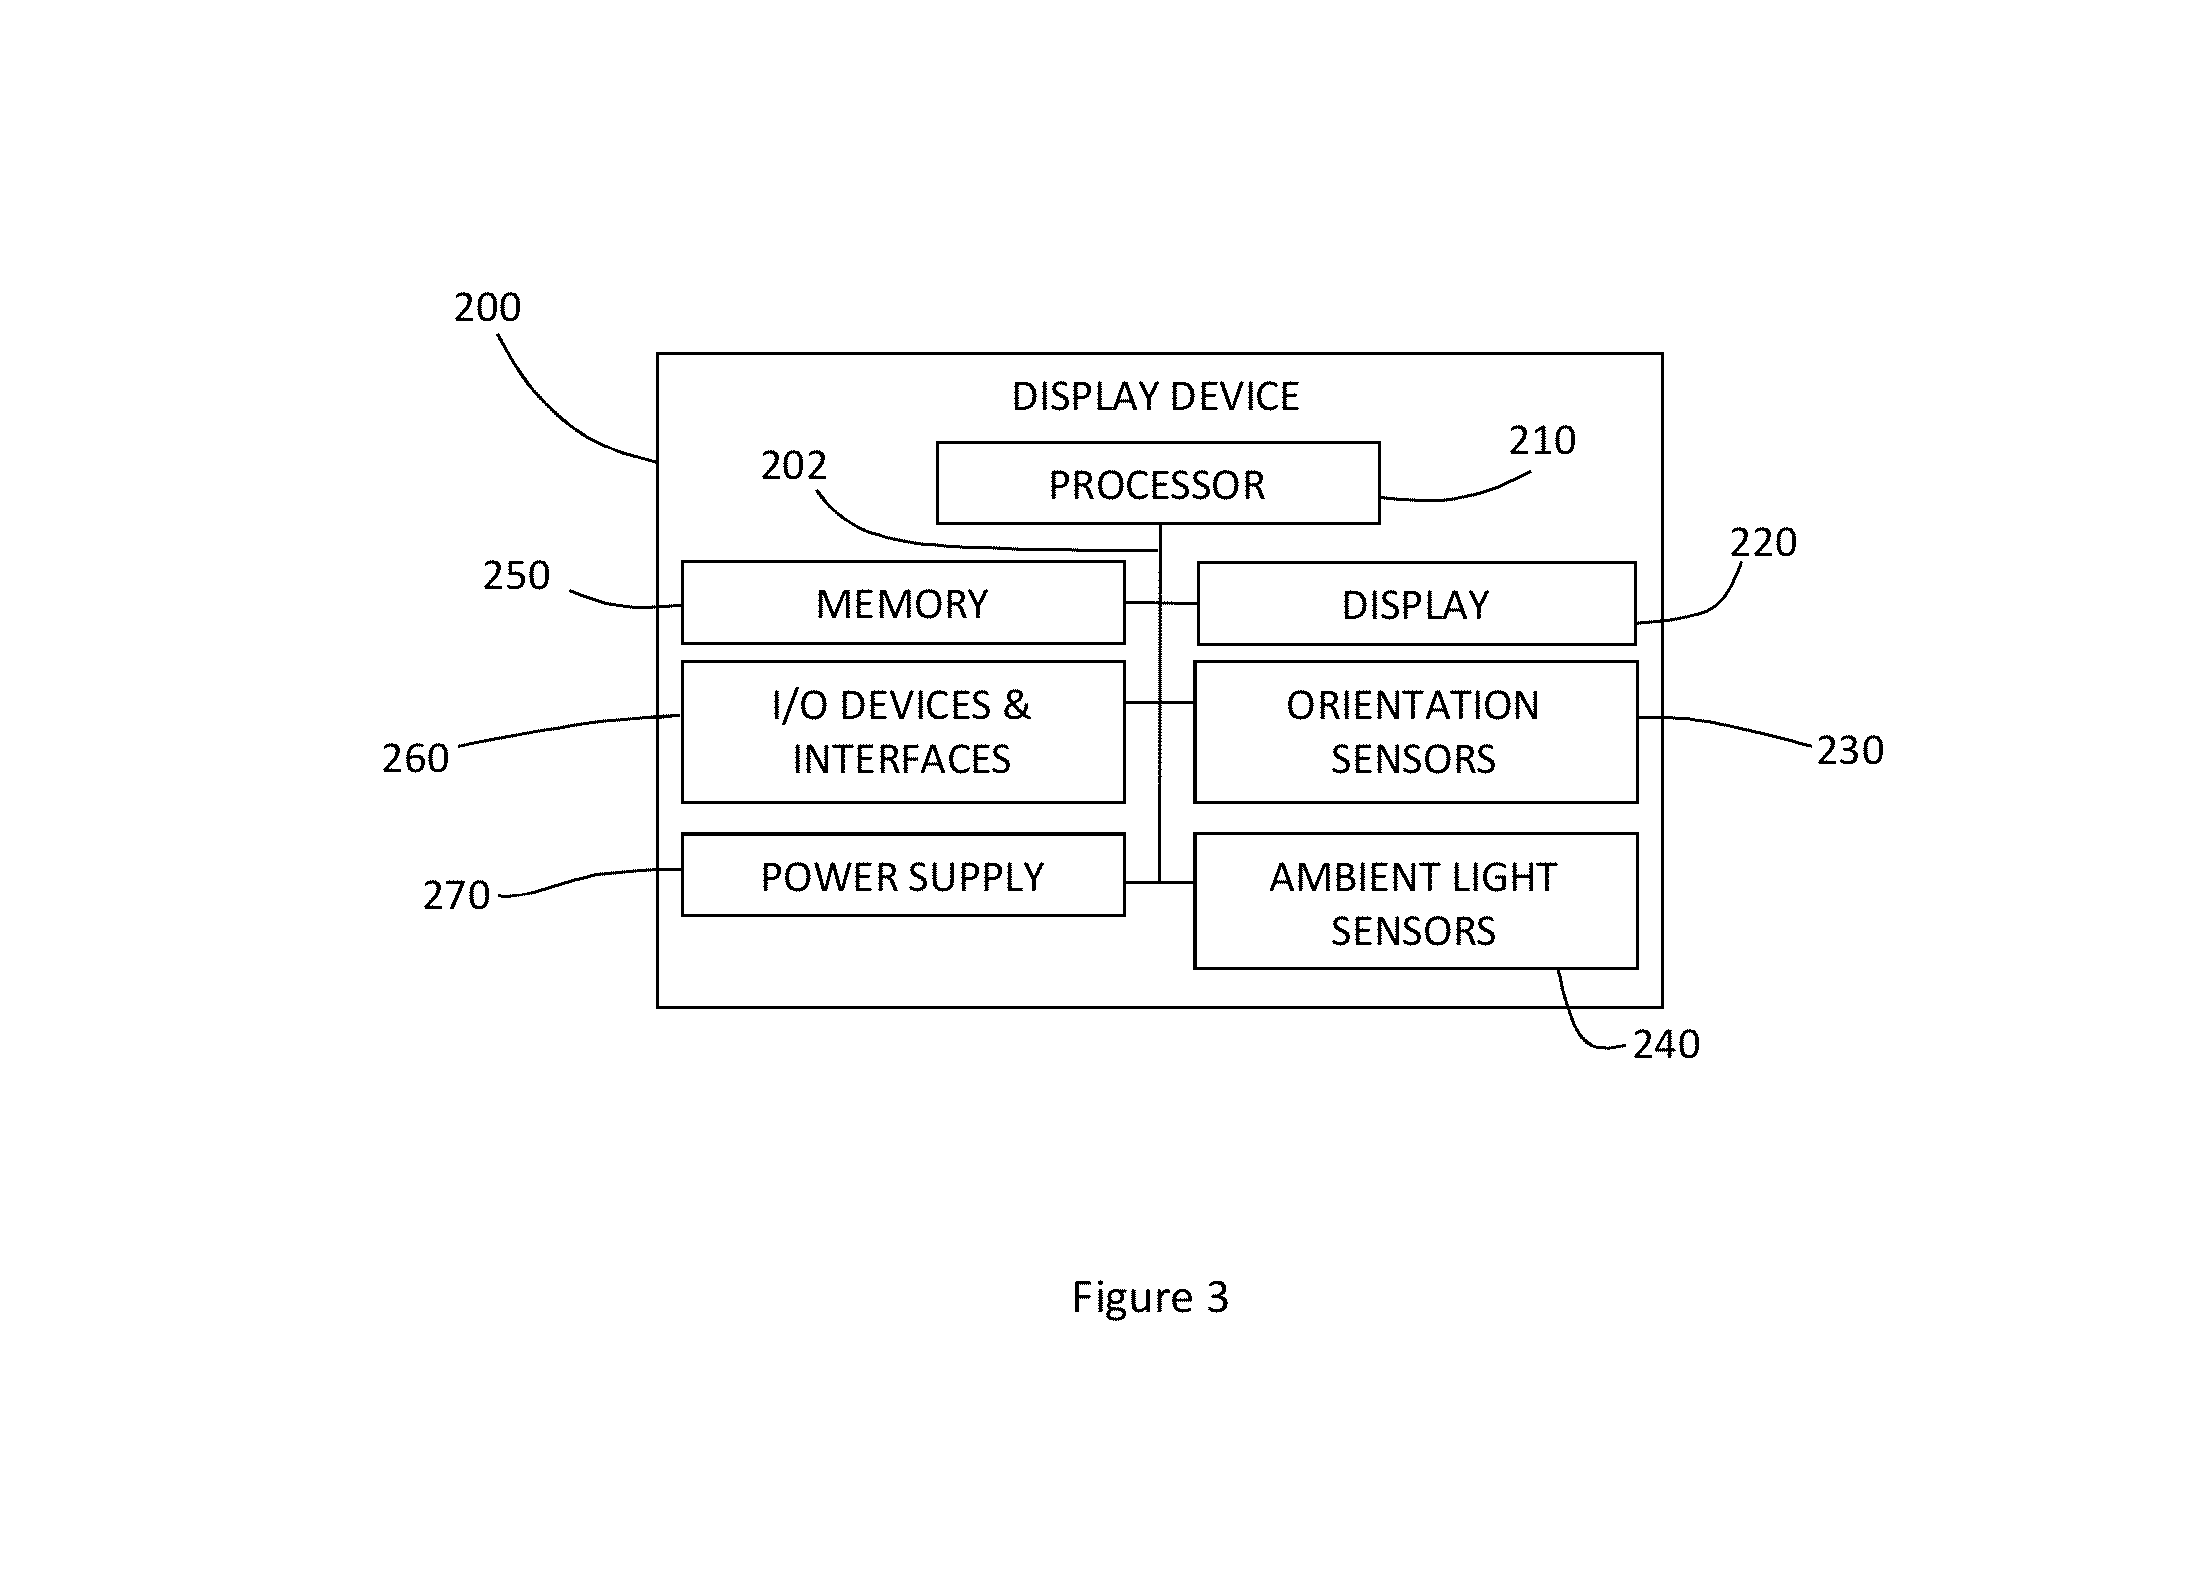 200
DISPLAY DEVICE
210
202
PROCESSOR
220
250
MEMORY
DISPLAY
I/O DEVICES &
INTERFACES
ORIENTATION
SENSORS
260
230
270
POWER SUPPLY
AMBIENT LIGHT
SENSORS
240
Figure 3